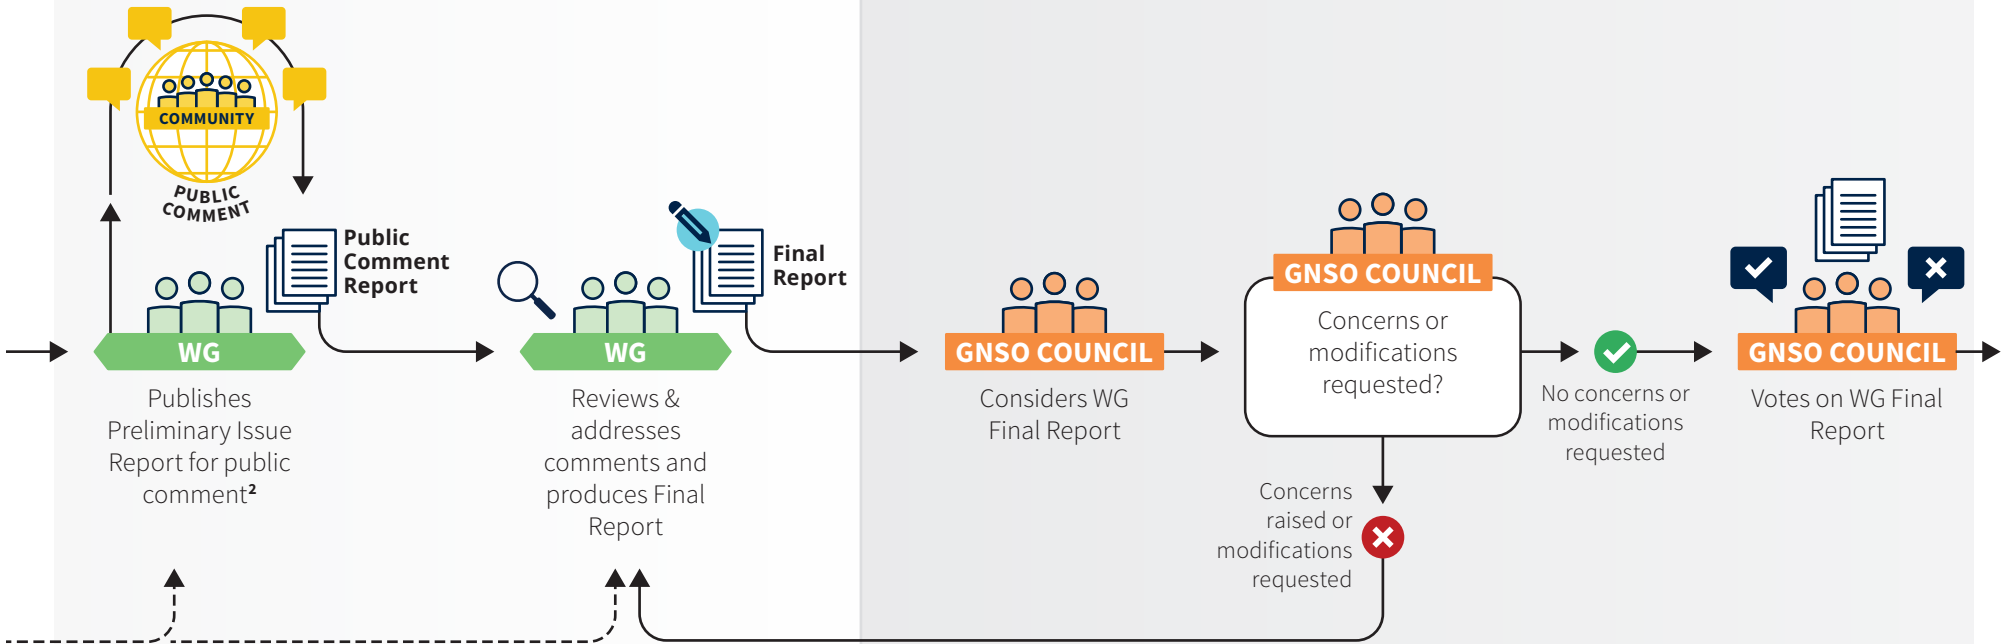 COMMUNITY
PUBLIC
COMMENT
Public
Comment
Report
WG
Publishes
Preliminary Issue
Report for public
comment²
WG
Reviews &
addresses
comments and
produces Final
Report
Final
Report
GNSO COUNCIL
Considers WG
Final Report
GNSO COUNCIL
Concerns or
modifications
requested?
Concerns
raised or
modifications
requested
No concerns or
modifications
requested
GNSO COUNCIL
Votes on WG Final
Report